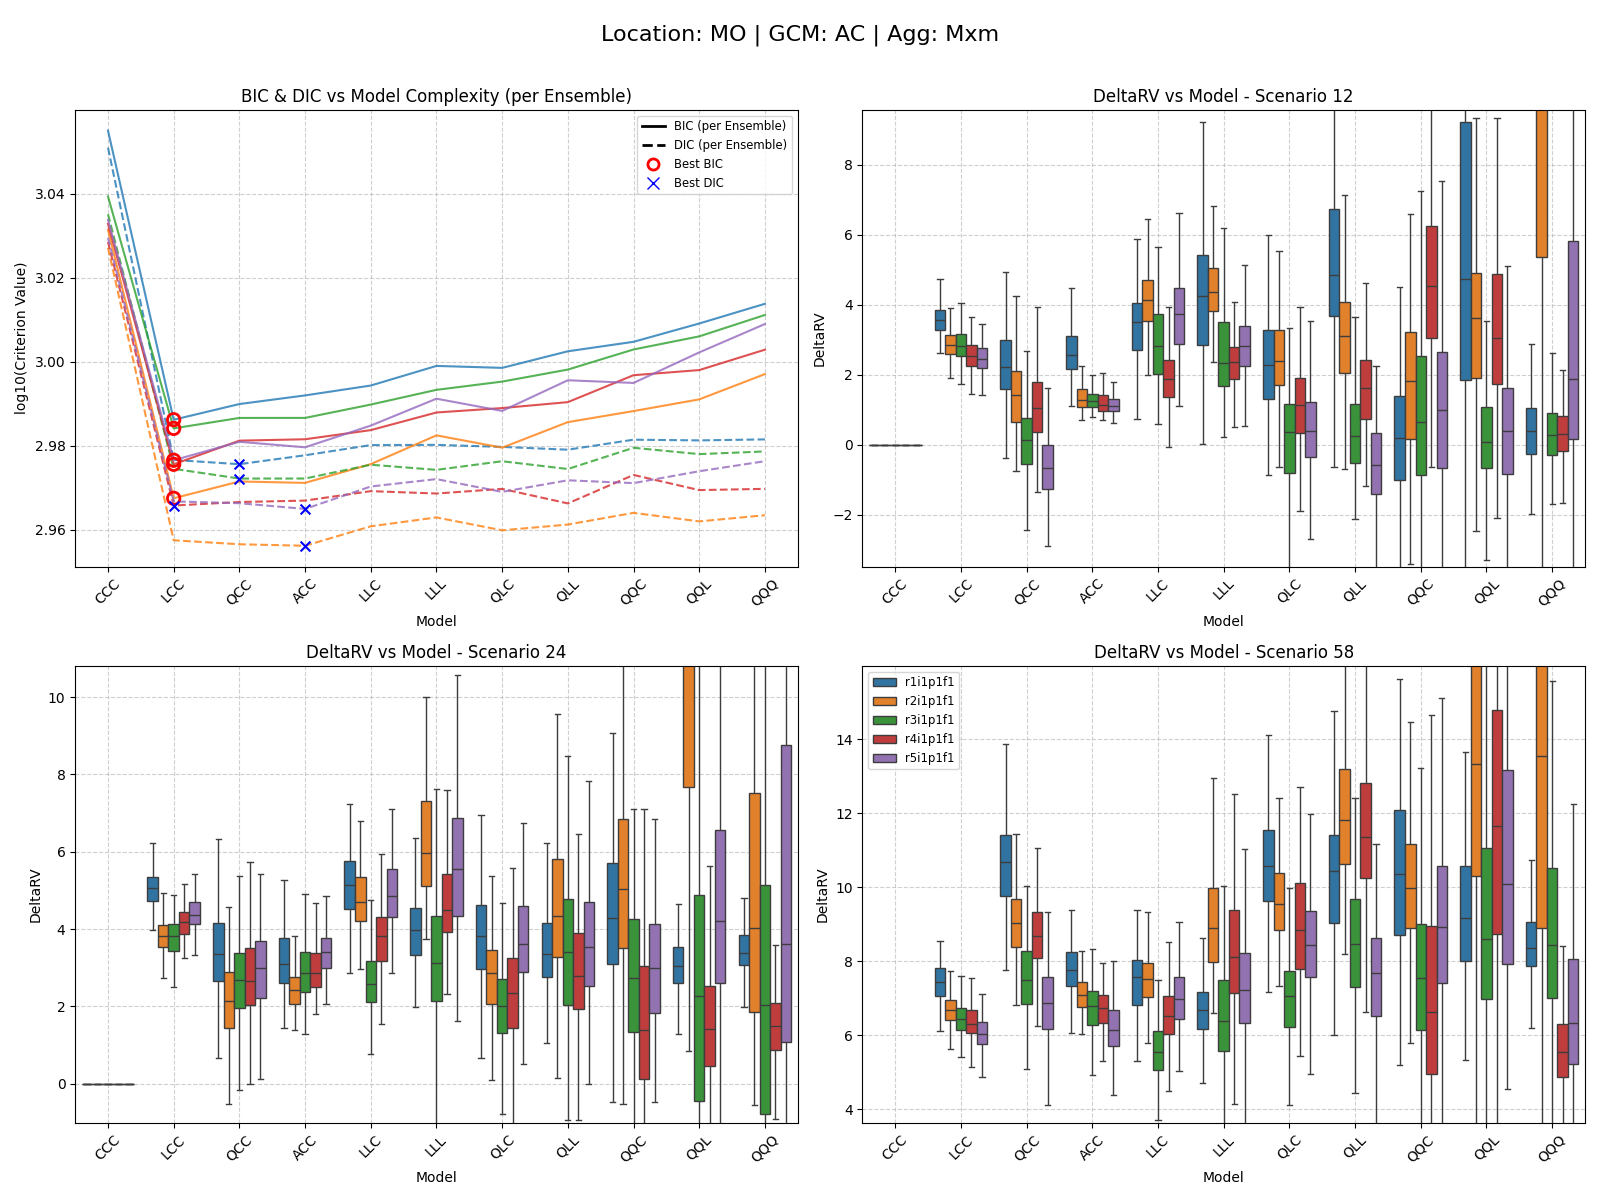 Location: MO | GCM: AC | Agg: Mxm
BIC & DIC vs Model Complexity (per Ensemble)
log10(Criterion Value)
3.04
3.02
3.00
2.98
2.96
BIC (per Ensemble)
DIC (per Ensemble)
Best BIC
Best DIC
CCC
LCC
QCC
ACC
LLC
LLL
QLC
QLL
QQC
QQL
QQQ
Model
DeltaRV vs Model - Scenario 12
DeltaRV
8
6
4
2
0
−2
CCC
LCC
QCC
ACC
LLC
LLL
QLC
QLL
QQC
QQL
QQQ
Model
DeltaRV vs Model - Scenario 24
DeltaRV
10
8
6
4
2
0
CCC
LCC
QCC
ACC
LLC
LLL
QLC
QLL
QQC
QQL
QQQ
Model
DeltaRV vs Model - Scenario 58
DeltaRV
14
12
10
8
6
4
r1i1p1f1
r2i1p1f1
r3i1p1f1
r4i1p1f1
r5i1p1f1
CCC
LCC
QCC
ACC
LLC
LLL
QLC
QLL
QQC
QQL
QQQ
Model